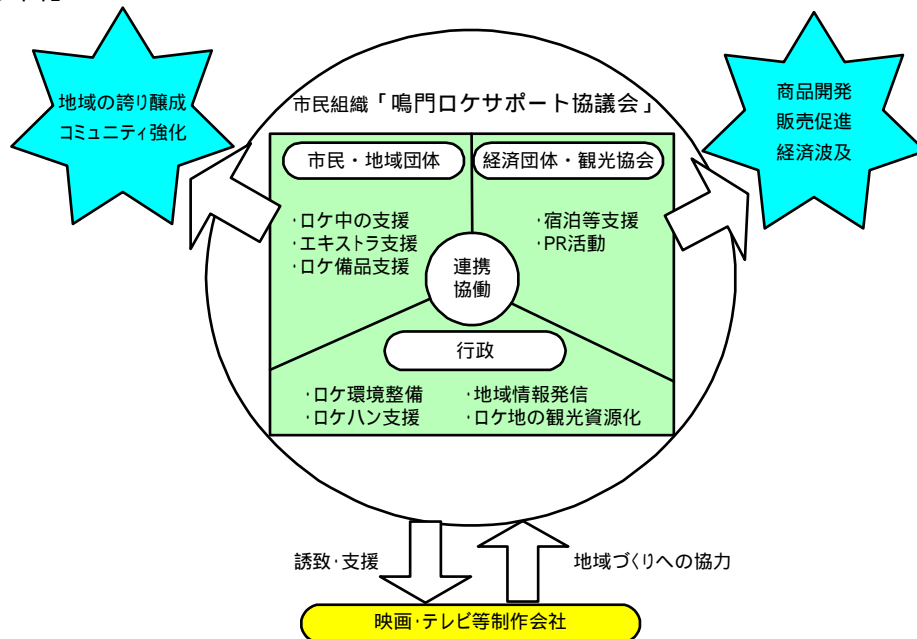 地域の誇り醸成
コミュニティ強化
商品開発
販売促進
経済波及
市民組織「鳴門ロケサポート協議会」
市民・地域団体
経済団体・観光協会
・ロケ中の支援
・エキストラ支援
・ロケ備品支援
・宿泊等支援
・PR活動
連携
協働
行政
・ロケ環境整備
・ロケハン支援
・地域情報発信
・ロケ地の観光資源化
誘致・支援
地域づくりへの協力
映画・テレビ等制作会社